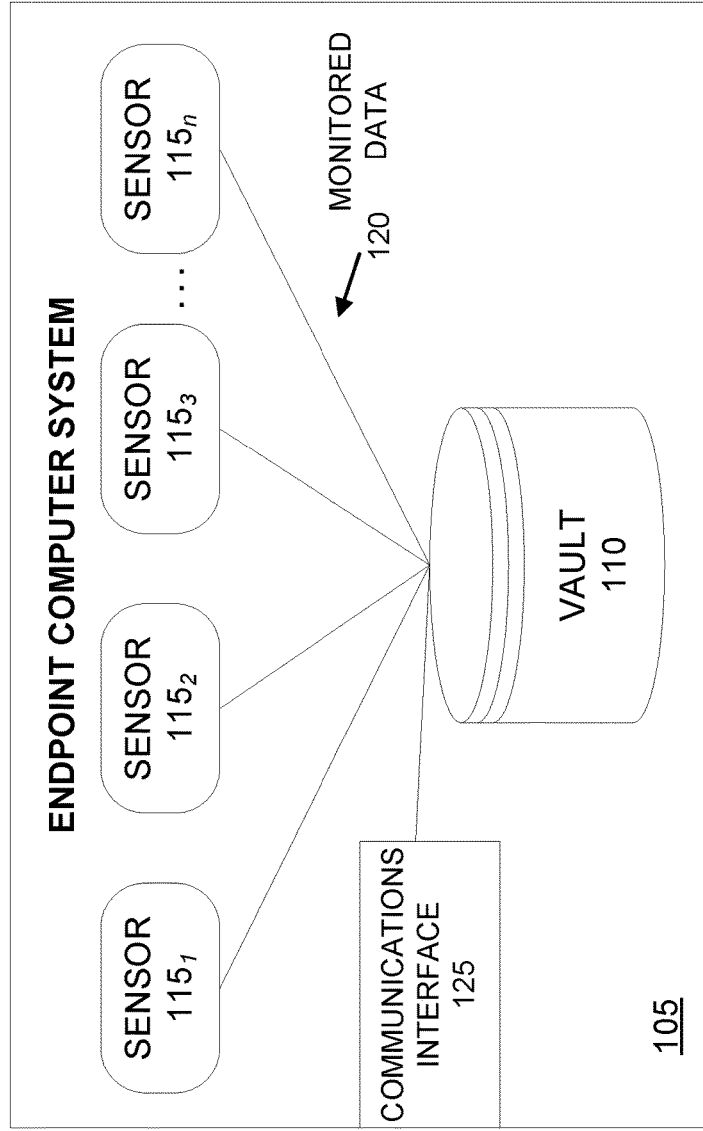 ENDPOINT COMPUTER SYSTEM
SENSOR
115₁
SENSOR
115₂
SENSOR
115₃
...
SENSOR
115ₙ
MONITORED
DATA
120
COMMUNICATIONS
INTERFACE
125
VAULT
110
105